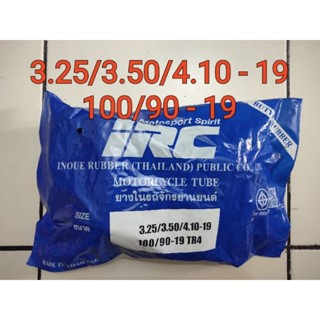 3.25/3.50/4.10 - 19
100/90 - 19
Motorsport Spirit
IRC
BUTYL RUBBER
INOUE RUBBER (THAILAND) PUBLIC CO.,
MOTORCYCLE TUBE
ยางในรถจักรยานยนต์
SIZE
ขนาด
3.25/3.50/4.10-19
100/90-19 TR4
MADE IN THAILAND